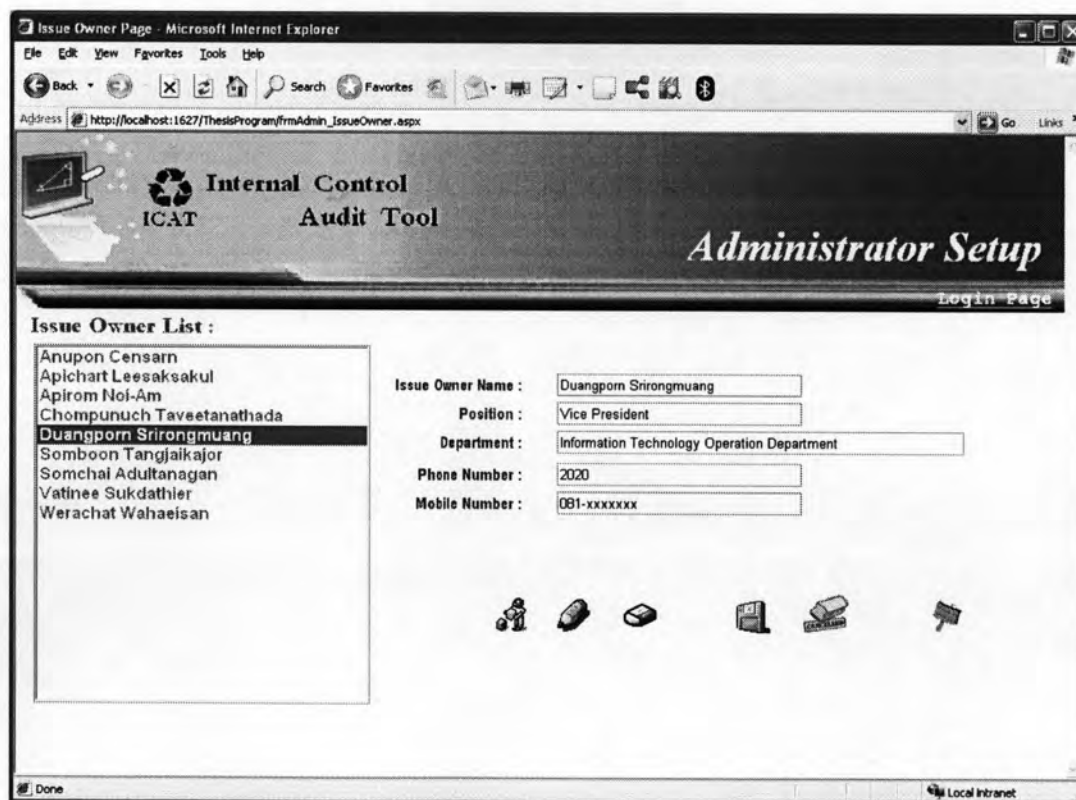 Issue Owner Page - Microsoft Internet Explorer
File Edit View Favorites Tools Help
Back Search Favorites
Address http://localhost:1627/ThesisProgram/frmAdmin_IssueOwner.aspx Go Links
ICAT
Internal Control
Audit Tool
Administrator Setup
Login Page
Issue Owner List :
Anupon Censarn
Apichart Leesaksakul
Apirom Noi-Am
Chompunuch Taveetanathada
Duangporn Srirongmuang
Somboon Tangjaikajor
Somchai Adultanagan
Vatinee Sukdathier
Werachat Wahaeisan
Issue Owner Name : Duangporn Srirongmuang
Position : Vice President
Department : Information Technology Operation Department
Phone Number : 2020
Mobile Number : 081-xxxxxxx
Done Local intranet